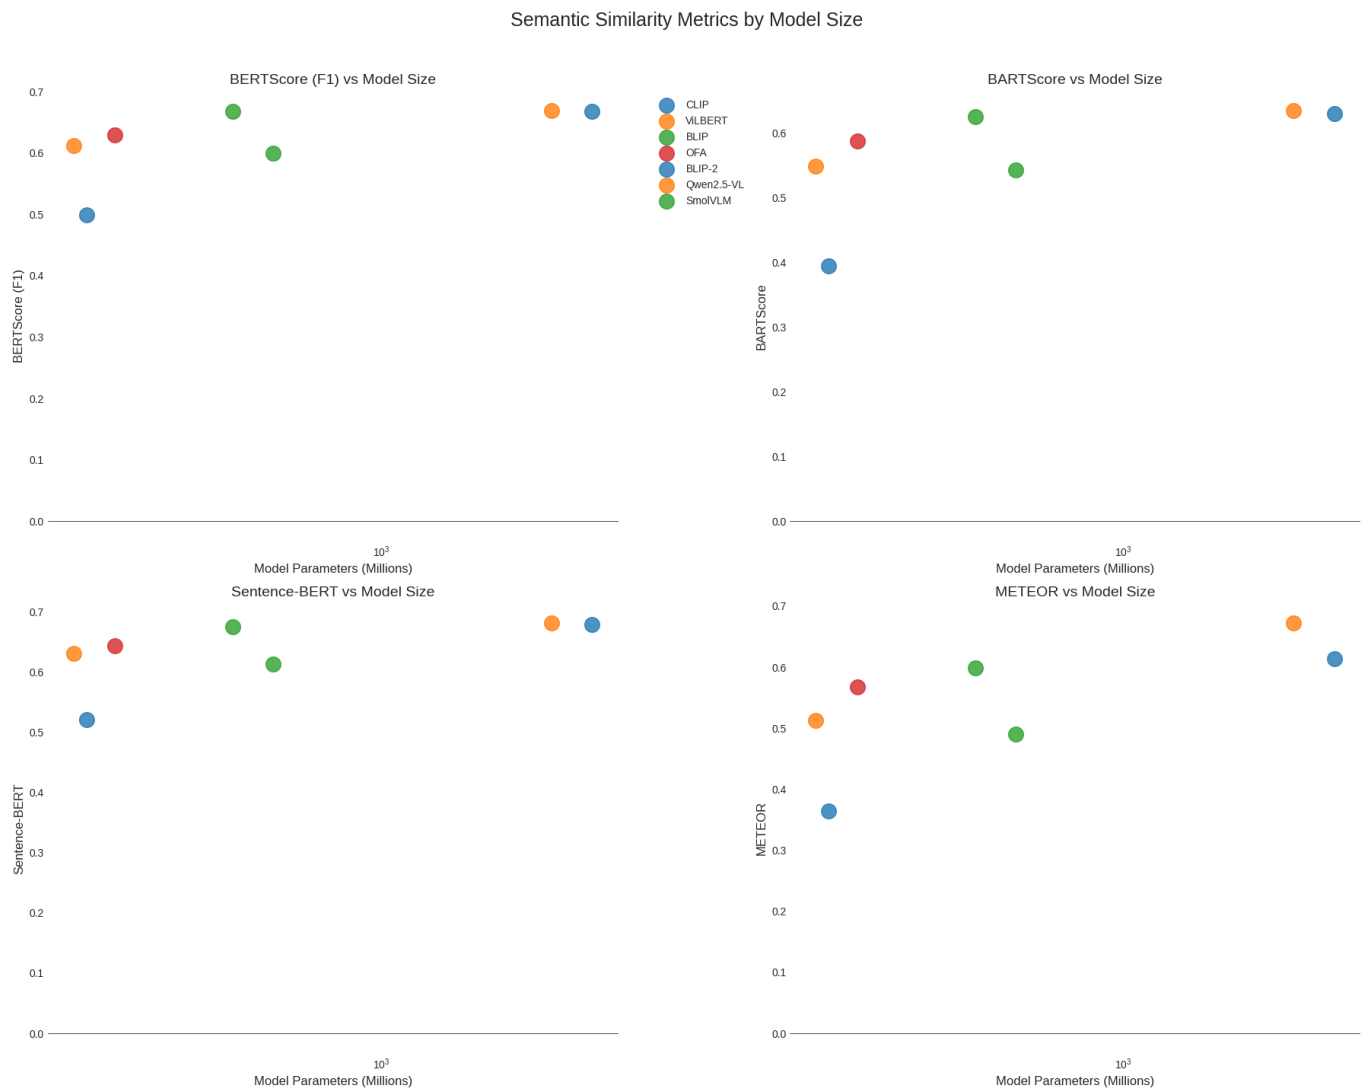 Semantic Similarity Metrics by Model Size
BERTScore (F1) vs Model Size
BERTScore (F1)
0.7
0.6
0.5
0.4
0.3
0.2
0.1
0.0
10³
Model Parameters (Millions)
CLIP
ViLBERT
BLIP
OFA
BLIP-2
Qwen2.5-VL
SmolVLM
BARTScore vs Model Size
BARTScore
0.6
0.5
0.4
0.3
0.2
0.1
0.0
10³
Model Parameters (Millions)
Sentence-BERT vs Model Size
Sentence-BERT
0.7
0.6
0.5
0.4
0.3
0.2
0.1
0.0
10³
Model Parameters (Millions)
METEOR vs Model Size
METEOR
0.7
0.6
0.5
0.4
0.3
0.2
0.1
0.0
10³
Model Parameters (Millions)